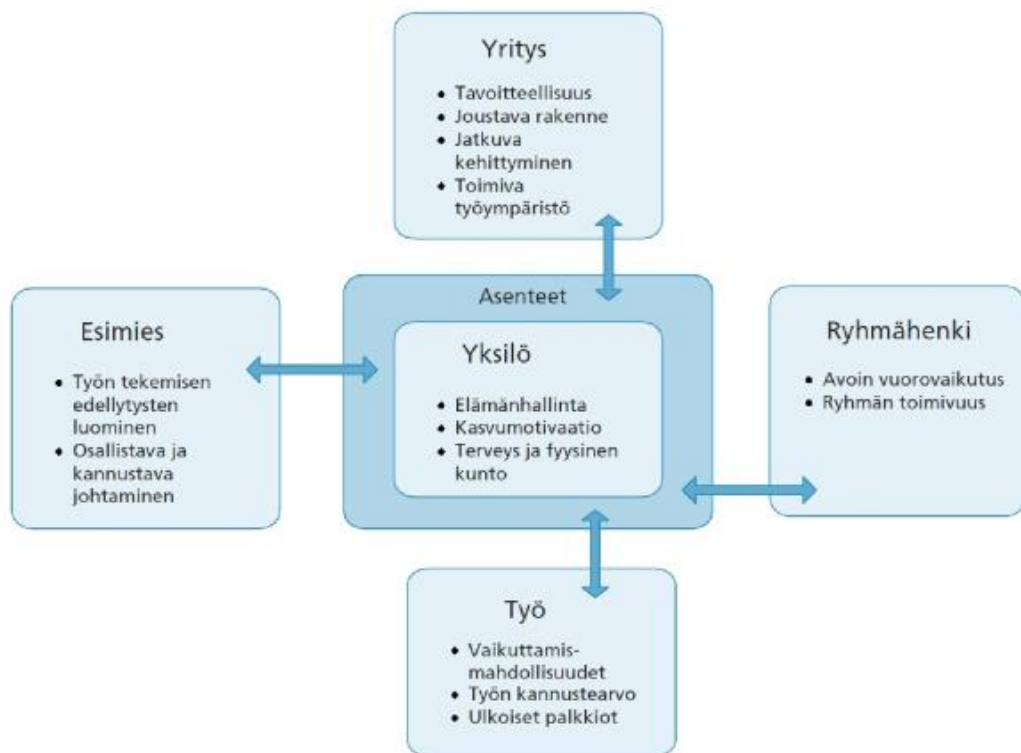 Yritys
• Tavoitteellisuus
• Joustava rakenne
• Jatkuva
kehittyminen
• Toimiva
työympäristö
Esimies
• Työn tekemisen
edellytysten
luominen
• Osallistava ja
kannustava
johtaminen
Asenteet
Yksilö
• Elämänhallinta
• Kasvumotivaatio
• Terveys ja fyysinen
kunto
Ryhmähenki
• Avoin vuorovaikutus
• Ryhmän toimivuus
Työ
• Vaikuttamis-
mahdollisuudet
• Työn kannustearvo
• Ulkoiset palkkiot